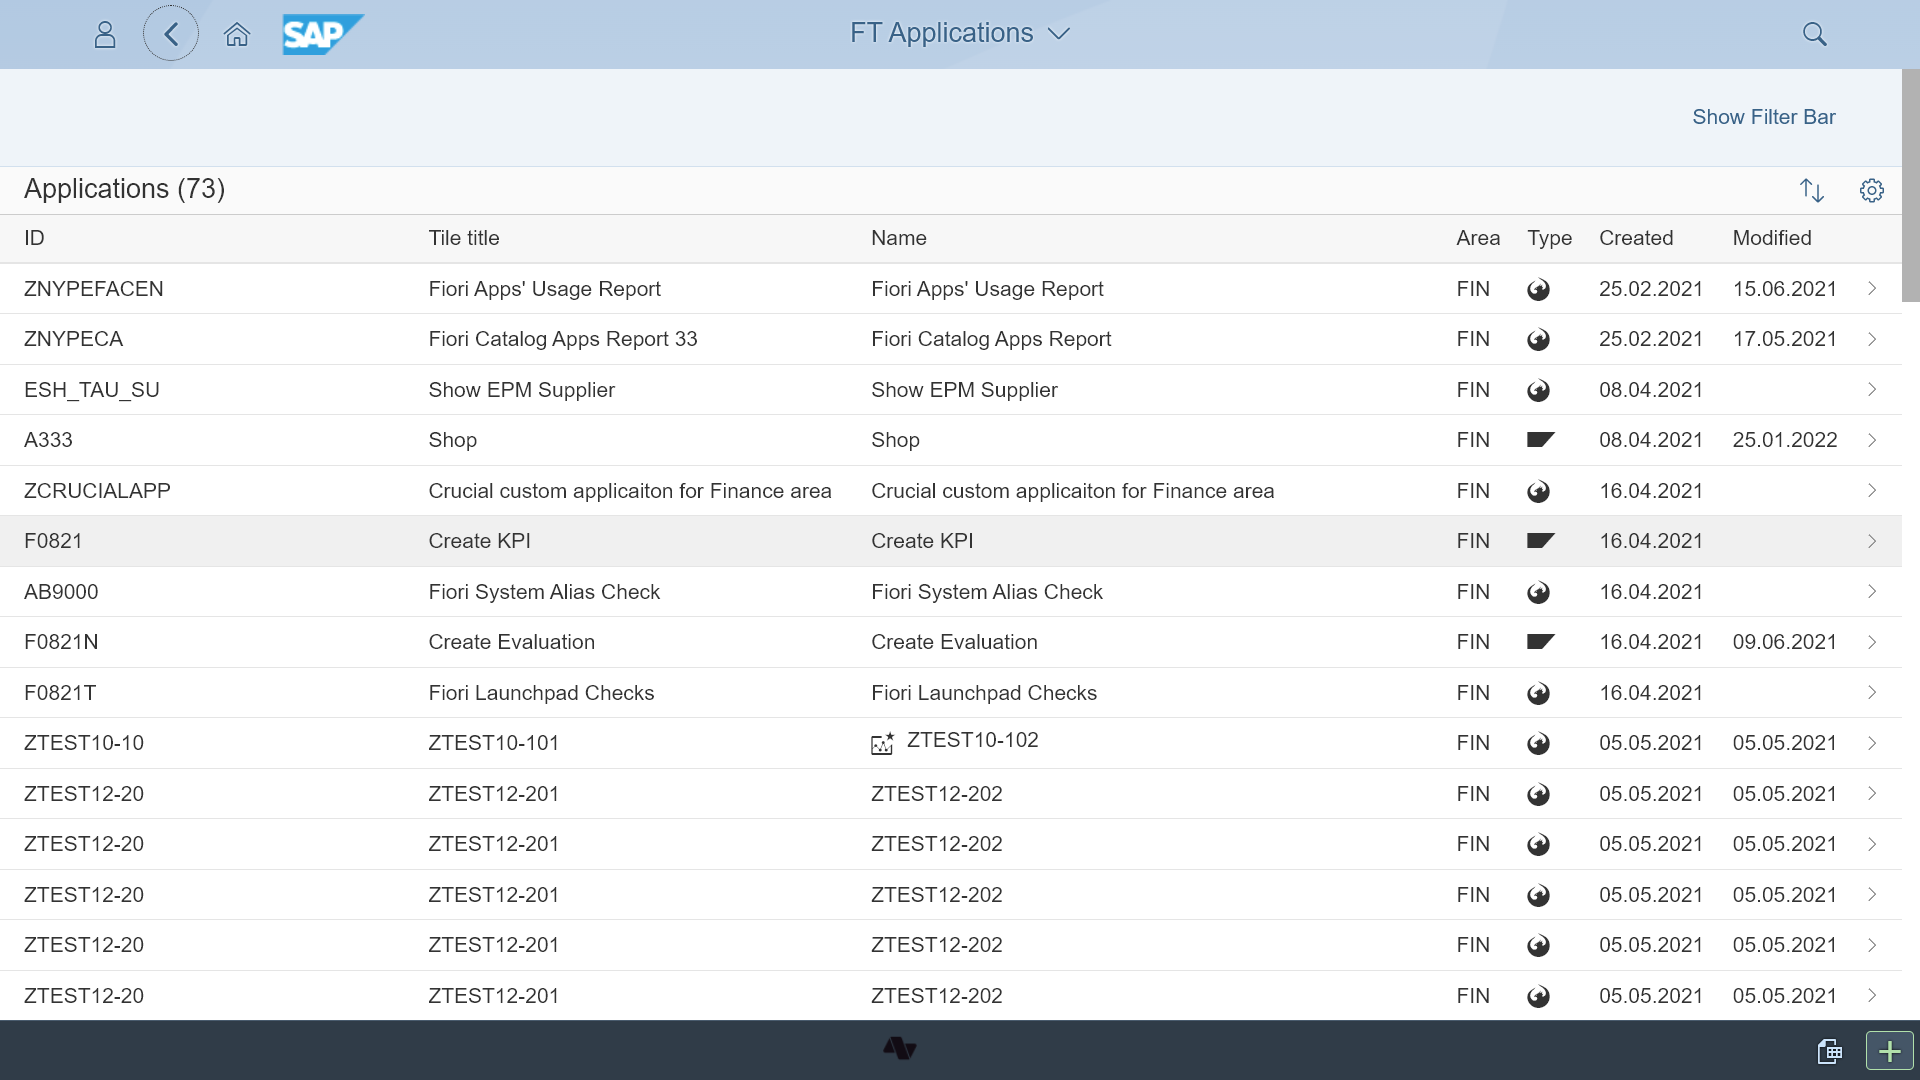 SAP
FT Applications
Show Filter Bar
Applications (73)
ID Tile title Name Area Type Created Modified
ZNYPEFACEN Fiori Apps' Usage Report Fiori Apps' Usage Report FIN 25.02.2021 15.06.2021
ZNYPECA Fiori Catalog Apps Report 33 Fiori Catalog Apps Report FIN 25.02.2021 17.05.2021
ESH_TAU_SU Show EPM Supplier Show EPM Supplier FIN 08.04.2021
A333 Shop Shop FIN 08.04.2021 25.01.2022
ZCRUCIALAPP Crucial custom applicaiton for Finance area Crucial custom applicaiton for Finance area FIN 16.04.2021
F0821 Create KPI Create KPI FIN 16.04.2021
AB9000 Fiori System Alias Check Fiori System Alias Check FIN 16.04.2021
F0821N Create Evaluation Create Evaluation FIN 16.04.2021 09.06.2021
F0821T Fiori Launchpad Checks Fiori Launchpad Checks FIN 16.04.2021
ZTEST10-10 ZTEST10-101 ZTEST10-102 FIN 05.05.2021 05.05.2021
ZTEST12-20 ZTEST12-201 ZTEST12-202 FIN 05.05.2021 05.05.2021
ZTEST12-20 ZTEST12-201 ZTEST12-202 FIN 05.05.2021 05.05.2021
ZTEST12-20 ZTEST12-201 ZTEST12-202 FIN 05.05.2021 05.05.2021
ZTEST12-20 ZTEST12-201 ZTEST12-202 FIN 05.05.2021 05.05.2021
ZTEST12-20 ZTEST12-201 ZTEST12-202 FIN 05.05.2021 05.05.2021